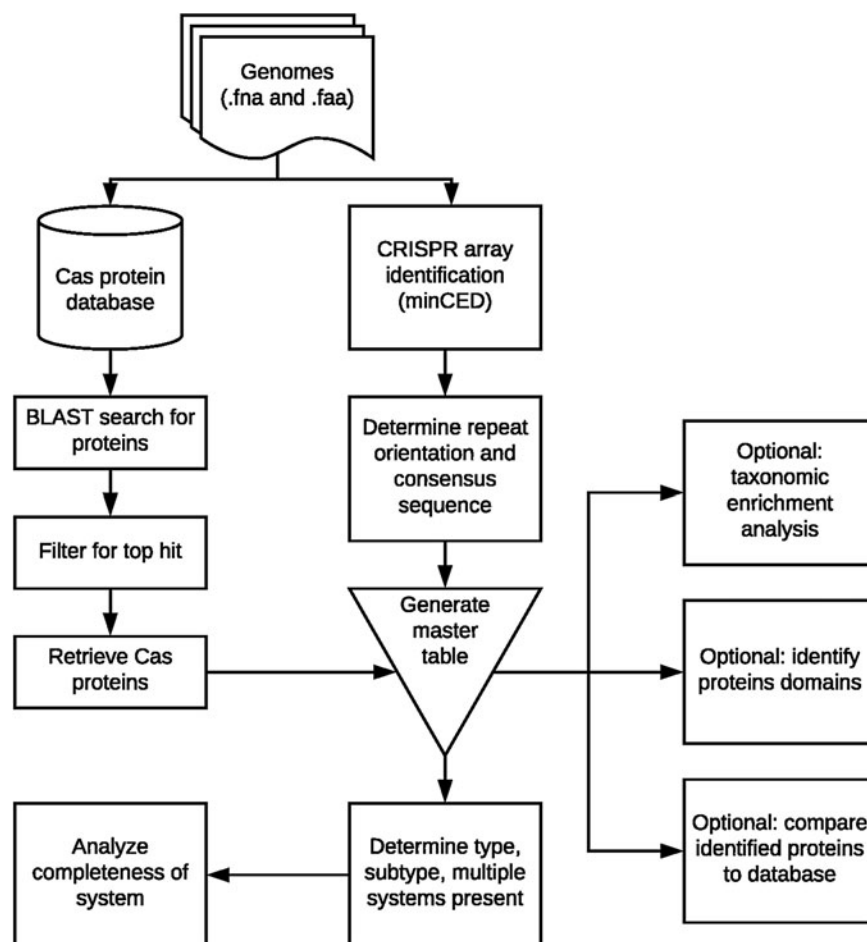 Genomes
(.fna and .faa)
Cas protein
database
CRISPR array
identification
(minCED)
BLAST search for
proteins
Determine repeat
orientation and
consensus
sequence
Optional:
taxonomic
enrichment
analysis
Filter for top hit
Generate
master
table
Retrieve Cas
proteins
Optional: identify
proteins domains
Analyze
completeness of
system
Determine type,
subtype, multiple
systems present
Optional: compare
identified proteins
to database